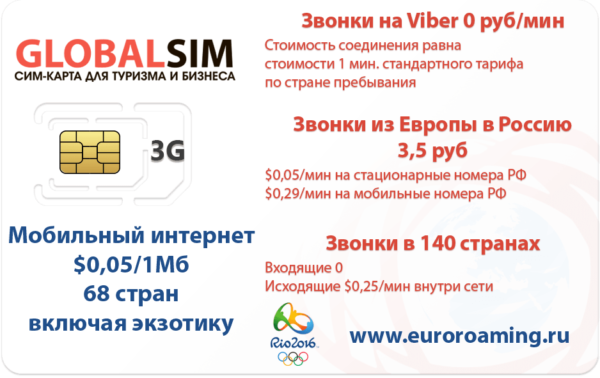 GLOBALSIM
СИМ-КАРТА ДЛЯ ТУРИЗМА И БИЗНЕСА
3G
Мобильный интернет
$0,05/1Мб
68 стран
включая экзотику
Звонки на Viber 0 руб/мин
Стоимость соединения равна
стоимости 1 мин. стандартного тарифа
по стране пребывания
Звонки из Европы в Россию
3,5 руб
$0,05/мин на стационарные номера РФ
$0,29/мин на мобильные номера РФ
Звонки в 140 странах
Входящие 0
Исходящие $0,25/мин внутри сети
Rio2016
www.euroroaming.ru